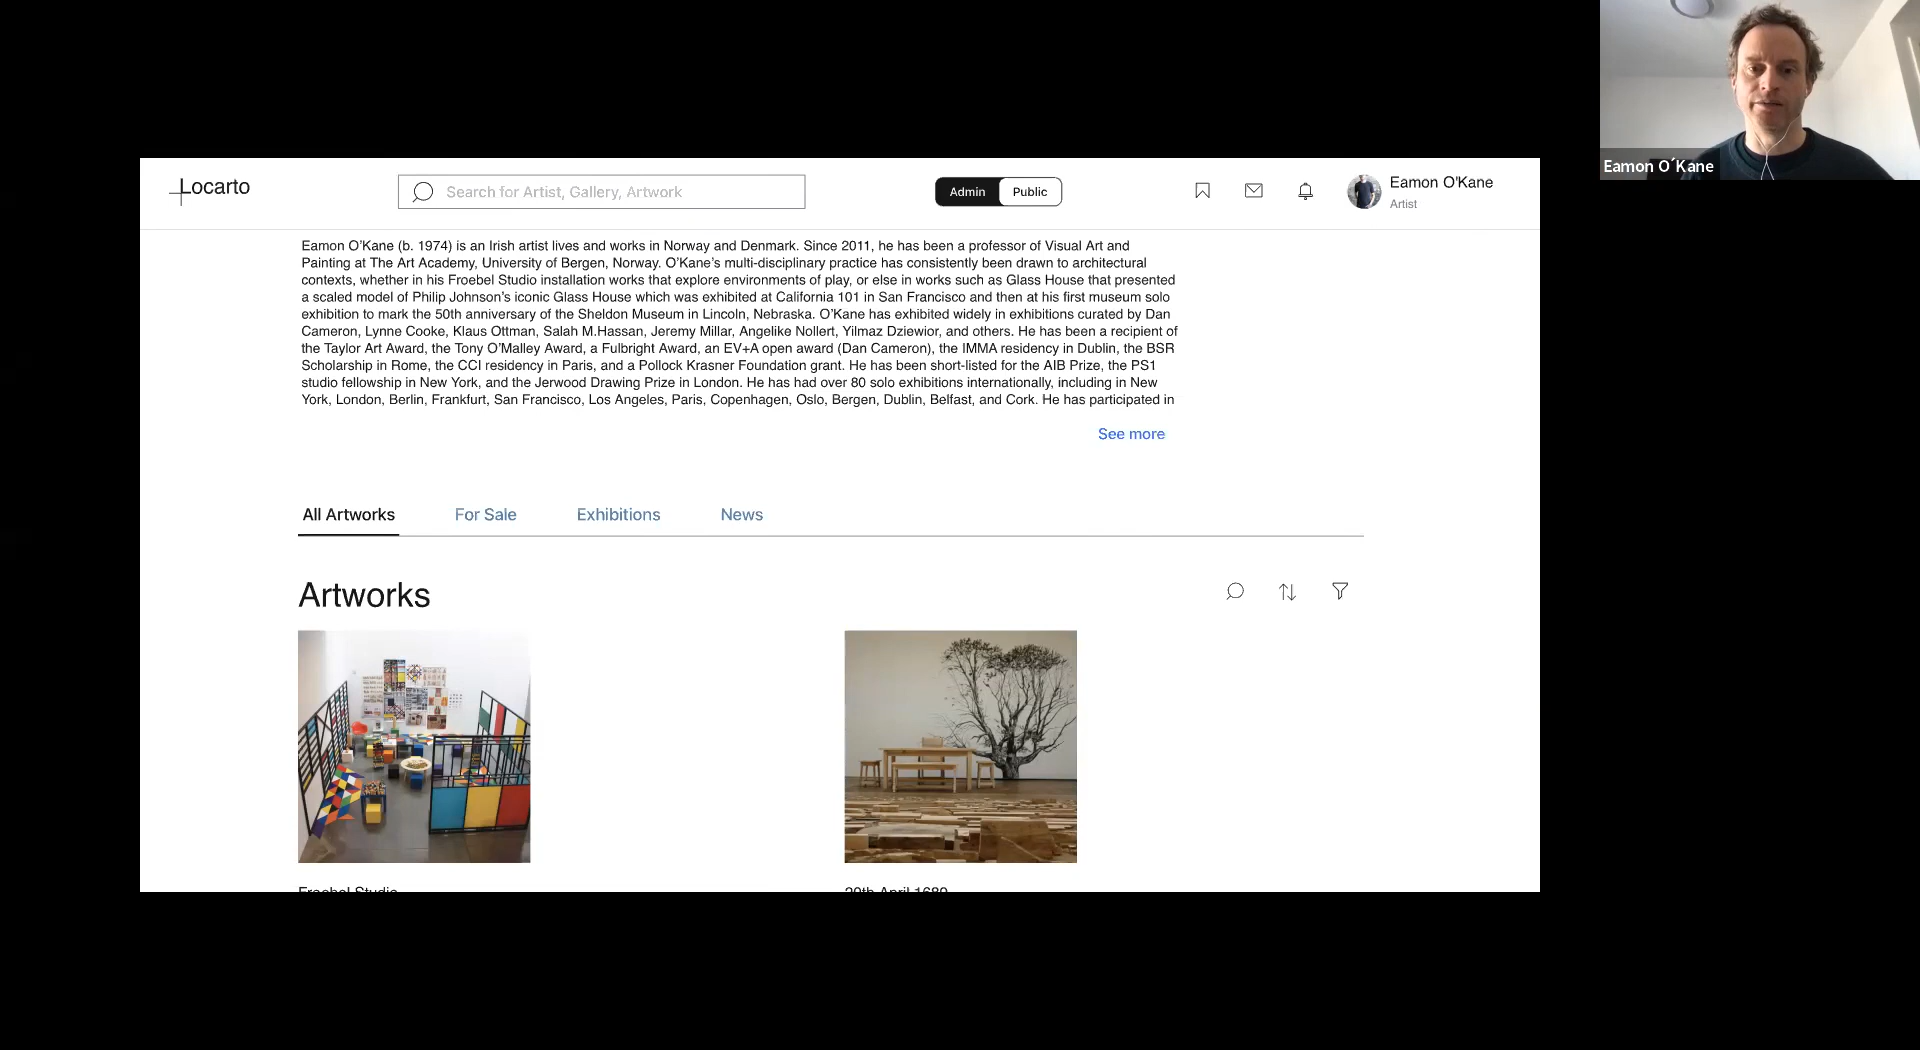 Locarto
Search for Artist, Gallery, Artwork
Admin
Public
Eamon O'Kane
Artist
Eamon O´Kane
Eamon O'Kane (b. 1974) is an Irish artist lives and works in Norway and Denmark. Since 2011, he has been a professor of Visual Art and
Painting at The Art Academy, University of Bergen, Norway. O'Kane's multi-disciplinary practice has consistently been drawn to architectural
contexts, whether in his Froebel Studio installation works that explore environments of play, or else in works such as Glass House that presented
a scaled model of Philip Johnson's iconic Glass House which was exhibited at California 101 in San Francisco and then at his first museum solo
exhibition to mark the 50th anniversary of the Sheldon Museum in Lincoln, Nebraska. O'Kane has exhibited widely in exhibitions curated by Dan
Cameron, Lynne Cooke, Klaus Ottman, Salah M.Hassan, Jeremy Millar, Angelike Nollert, Yilmaz Dziewior, and others. He has been a recipient of
the Taylor Art Award, the Tony O'Malley Award, a Fulbright Award, an EV+A open award (Dan Cameron), the IMMA residency in Dublin, the BSR
Scholarship in Rome, the CCI residency in Paris, and a Pollock Krasner Foundation grant. He has been short-listed for the AIB Prize, the PS1
studio fellowship in New York, and the Jerwood Drawing Prize in London. He has had over 80 solo exhibitions internationally, including in New
York, London, Berlin, Frankfurt, San Francisco, Los Angeles, Paris, Copenhagen, Oslo, Bergen, Dublin, Belfast, and Cork. He has participated in
See more
All Artworks
For Sale
Exhibitions
News
Artworks
Froebel Studio
April 1689